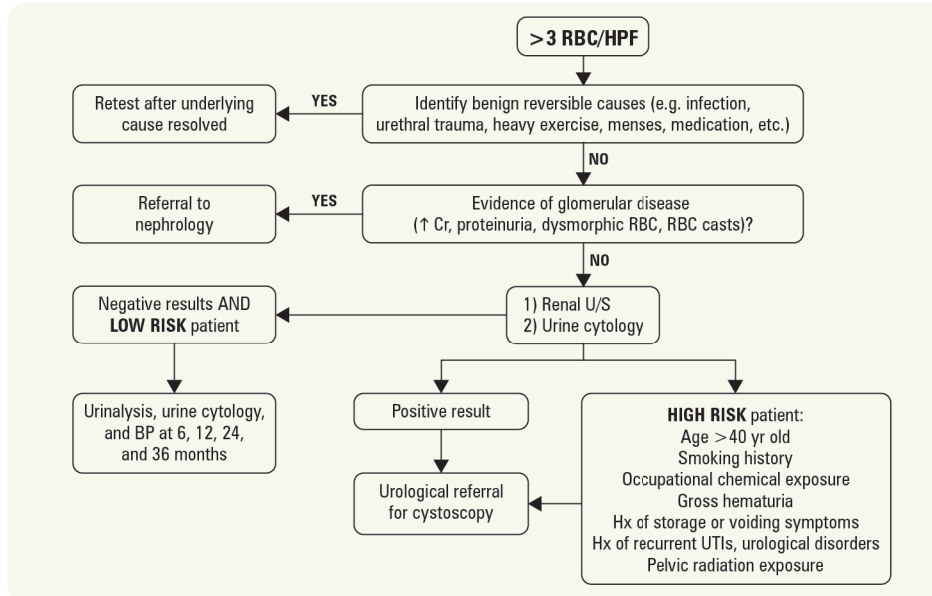 >3 RBC/HPF
Retest after underlying
cause resolved
YES
Identify benign reversible causes (e.g. infection,
urethral trauma, heavy exercise, menses, medication, etc.)
NO
Referral to
nephrology
YES
Evidence of glomerular disease
(↑ Cr, proteinuria, dysmorphic RBC, RBC casts)?
NO
Negative results AND
LOW RISK patient
1) Renal U/S
2) Urine cytology
Urinalysis, urine cytology,
and BP at 6, 12, 24,
and 36 months
Positive result
Urological referral
for cystoscopy
HIGH RISK patient:
Age >40 yr old
Smoking history
Occupational chemical exposure
Gross hematuria
Hx of storage or voiding symptoms
Hx of recurrent UTIs, urological disorders
Pelvic radiation exposure